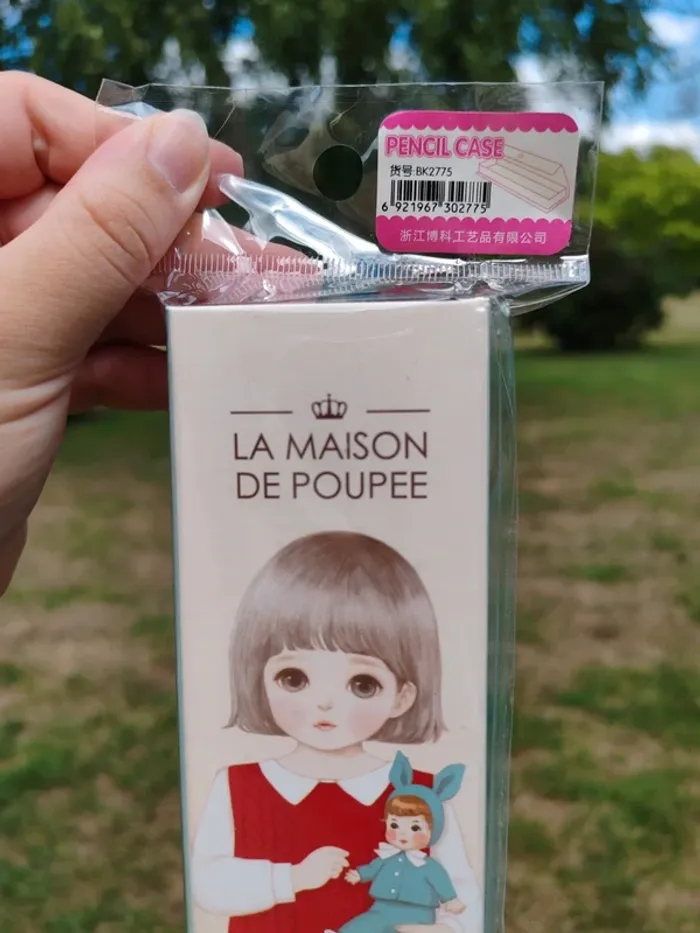 PENCIL CASE
货号:BK2775
6 921967 302775
浙江博科工艺品有限公司
LA MAISON
DE POUPEE